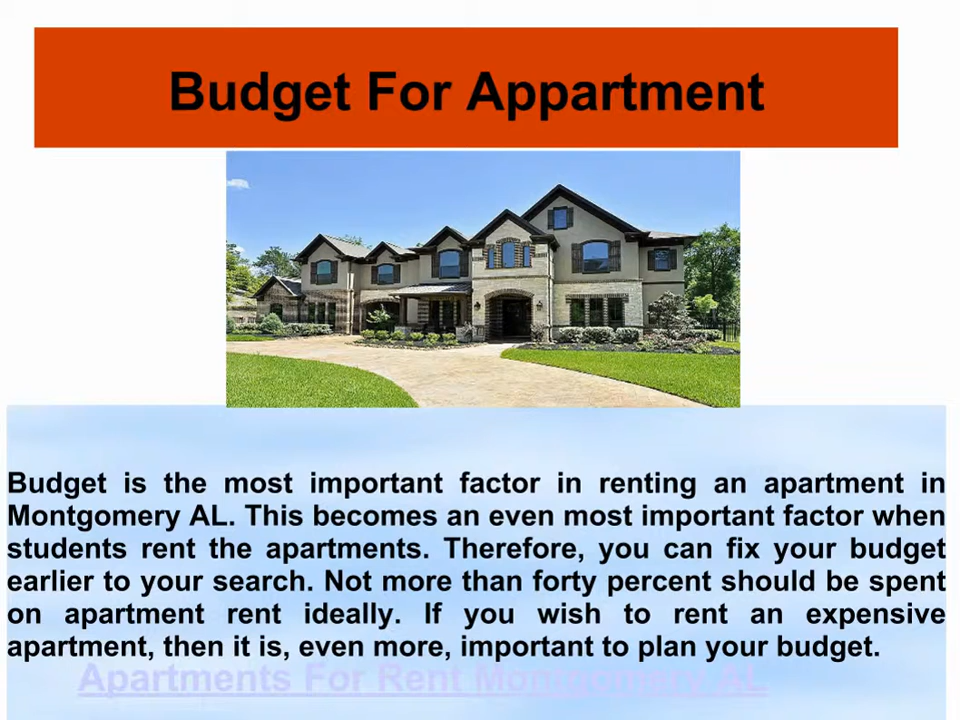 Budget For Appartment
Budget is the most important factor in renting an apartment in
Montgomery AL. This becomes an even most important factor when
students rent the apartments. Therefore, you can fix your budget
earlier to your search. Not more than forty percent should be spent
on apartment rent ideally. If you wish to rent an expensive
apartment, then it is, even more, important to plan your budget.
Apartments For Rent Montgomery AL